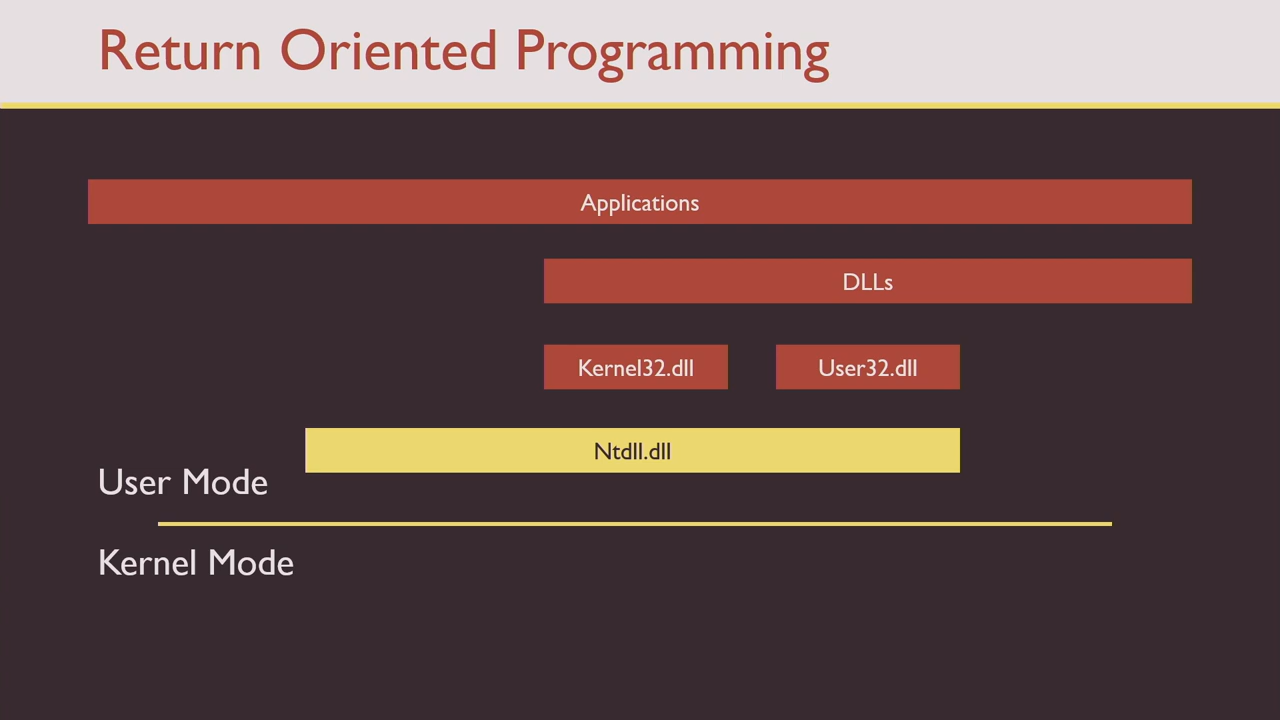 Return Oriented Programming
Applications
DLLs
Kernel32.dll
User32.dll
Ntdll.dll
User Mode
Kernel Mode